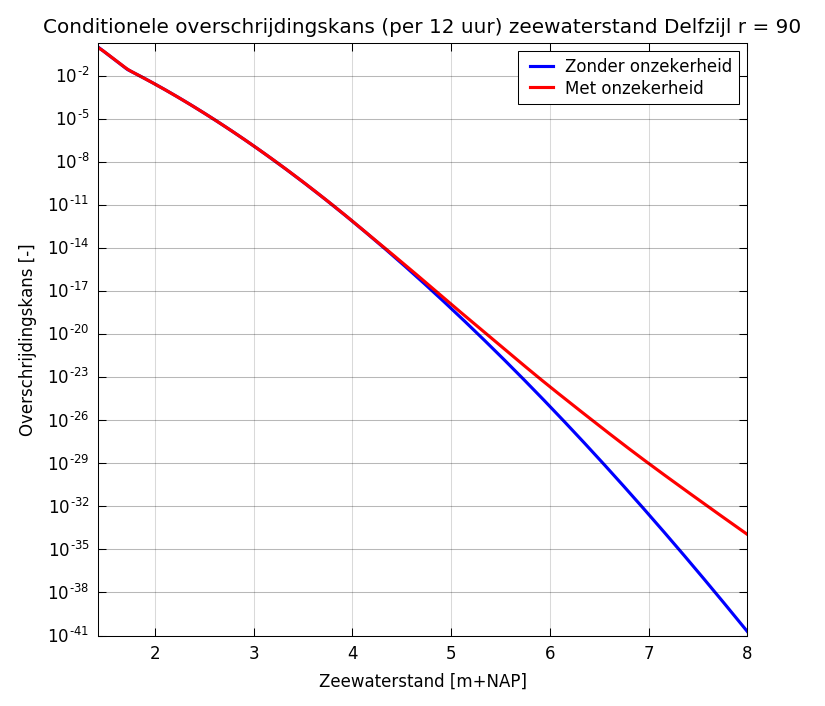 Conditionele overschrijdingskans (per 12 uur) zeewaterstand Delfzijl r = 90
Zonder onzekerheid
Met onzekerheid
Overschrijdingskans [-]
10^-2
10^-5
10^-8
10^-11
10^-14
10^-17
10^-20
10^-23
10^-26
10^-29
10^-32
10^-35
10^-38
10^-41
2 3 4 5 6 7 8
Zeewaterstand [m+NAP]